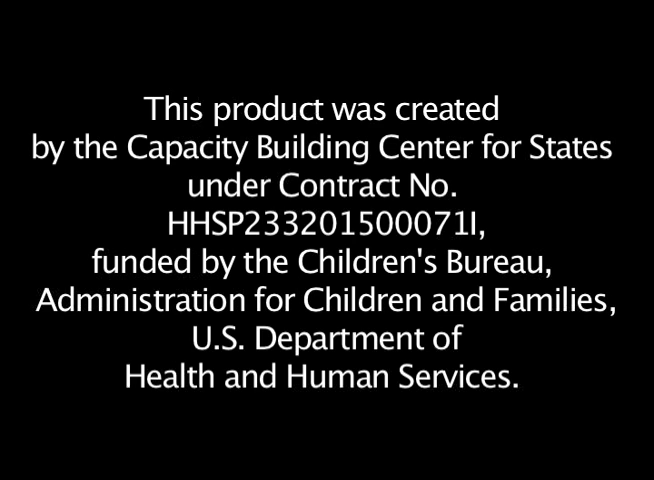 This product was created
by the Capacity Building Center for States
under Contract No.
HHSP233201500071I,
funded by the Children's Bureau,
Administration for Children and Families,
U.S. Department of
Health and Human Services.